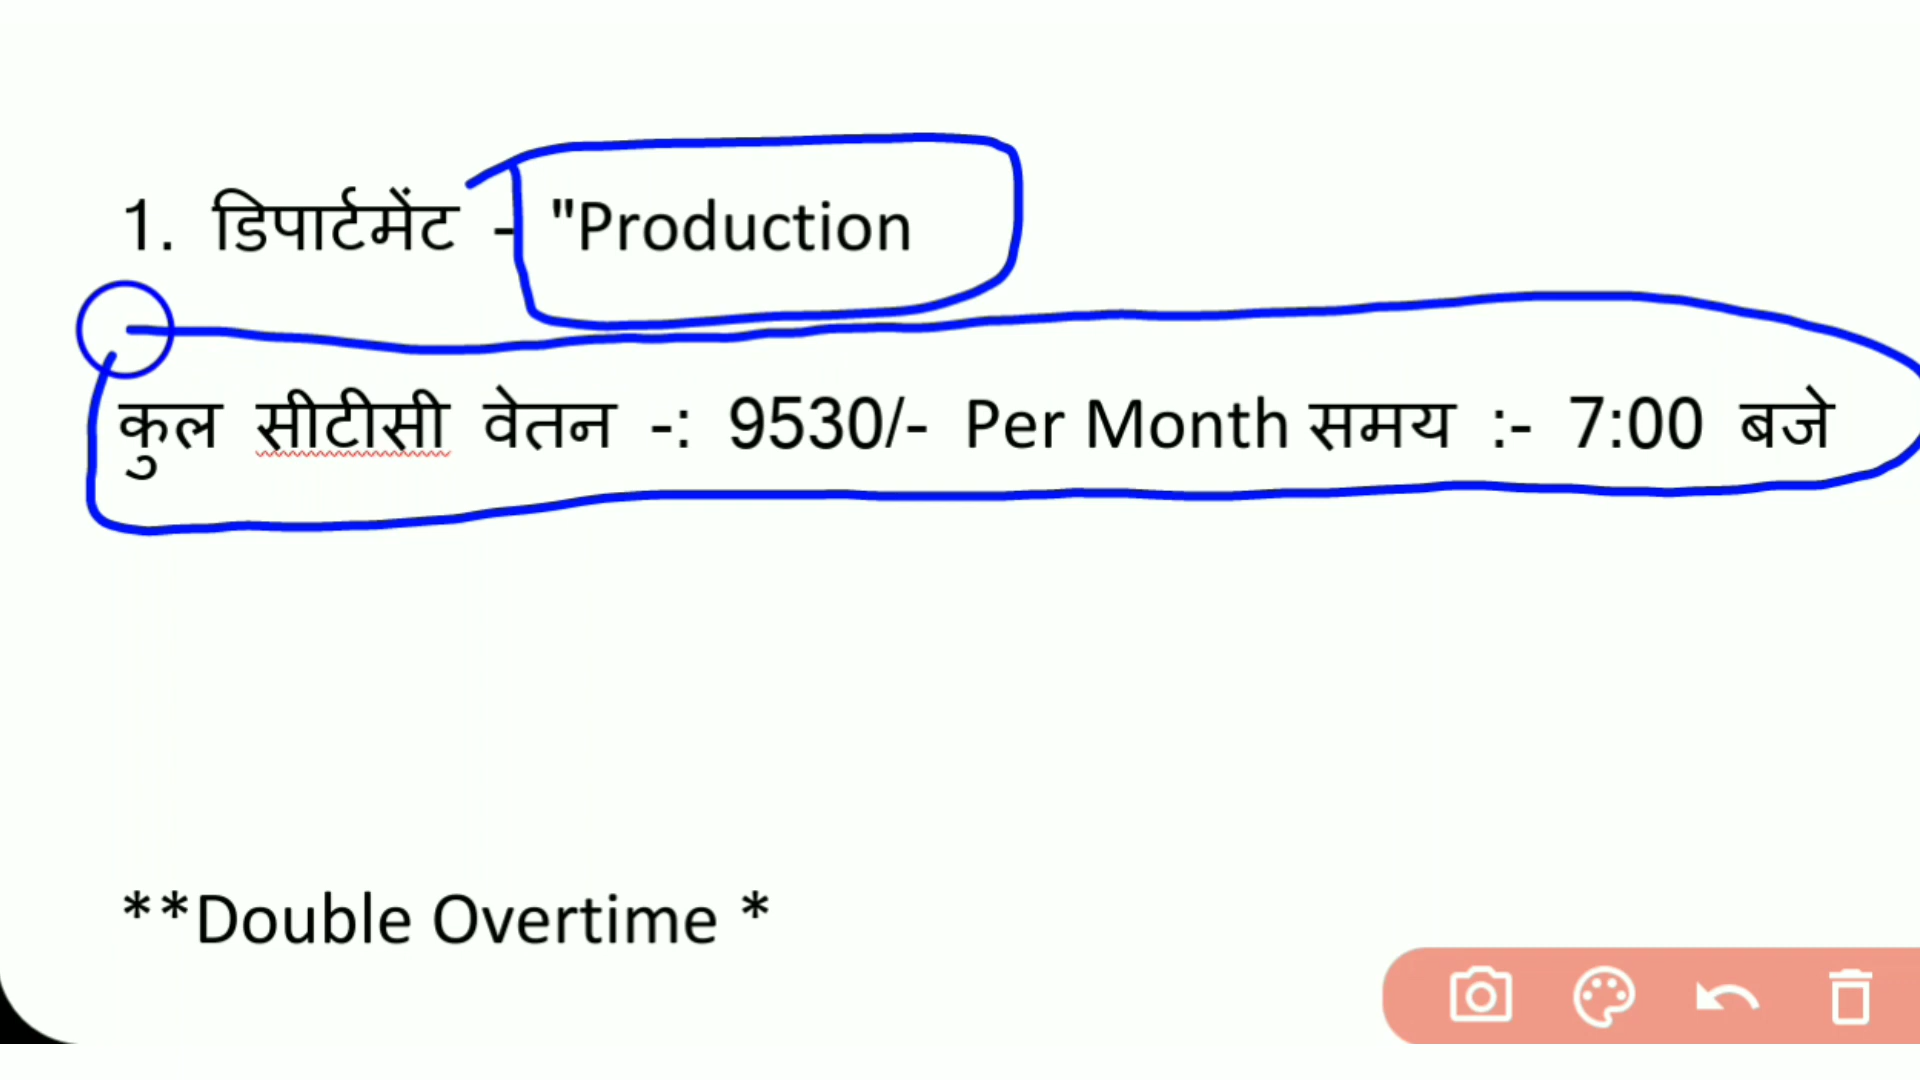 1. डिपार्टमेंट - "Production
कुल सीटीसी वेतन -: 9530/- Per Month समय :- 7:00 बजे
**Double Overtime *